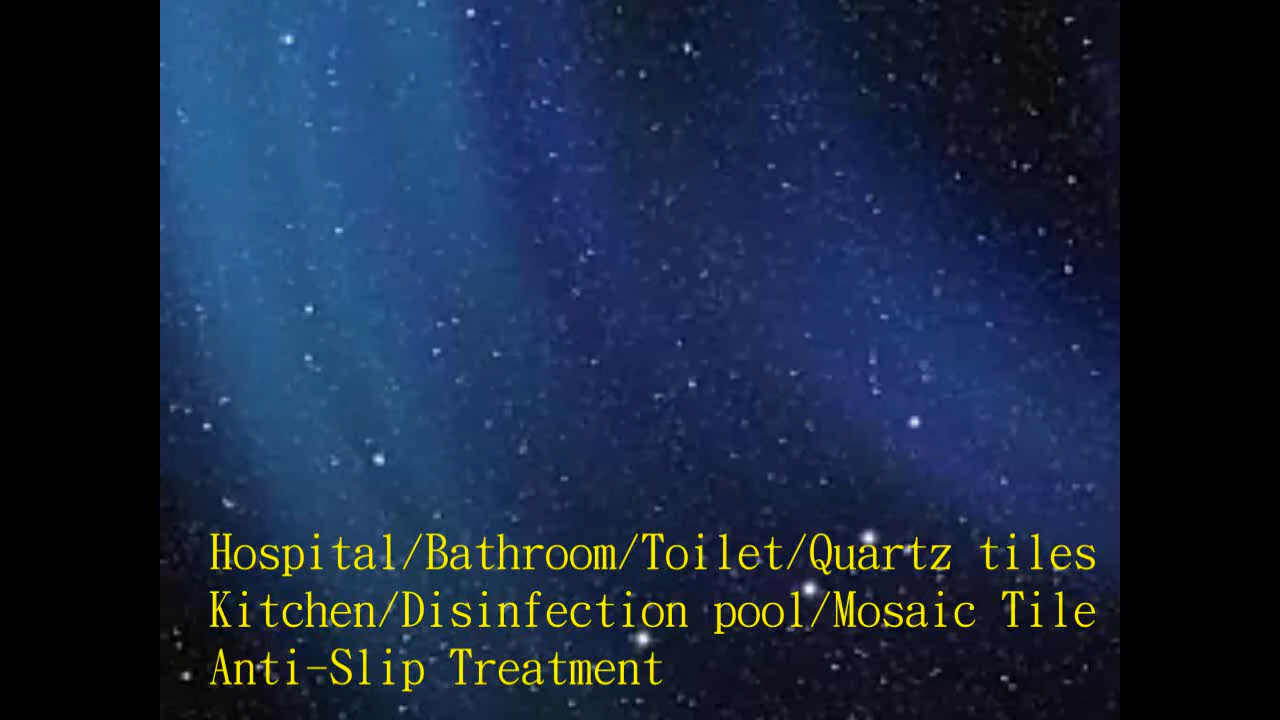 Hospital/Bathroom/Toilet/Quartz tiles
Kitchen/Disinfection pool/Mosaic Tile
Anti-Slip Treatment